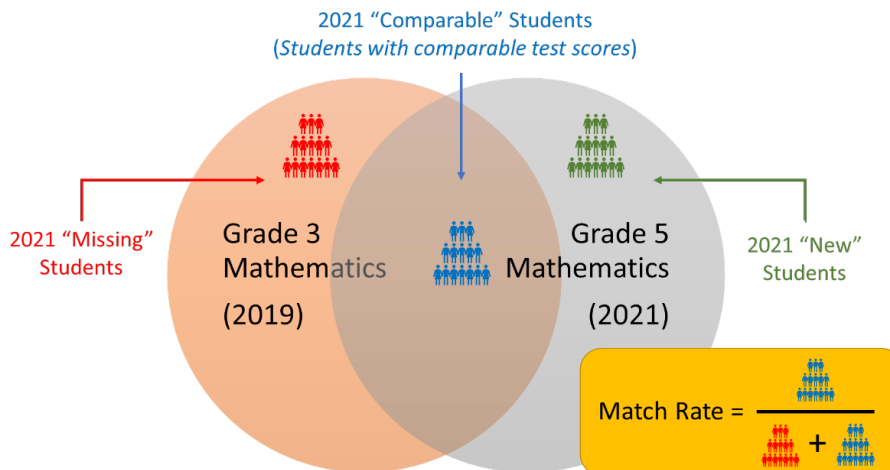 2021 “Comparable” Students
(Students with comparable test scores)
2021 “Missing”
Students
Grade 3
Mathematics
(2019)
Grade 5
Mathematics
(2021)
2021 “New”
Students
Match Rate =
+